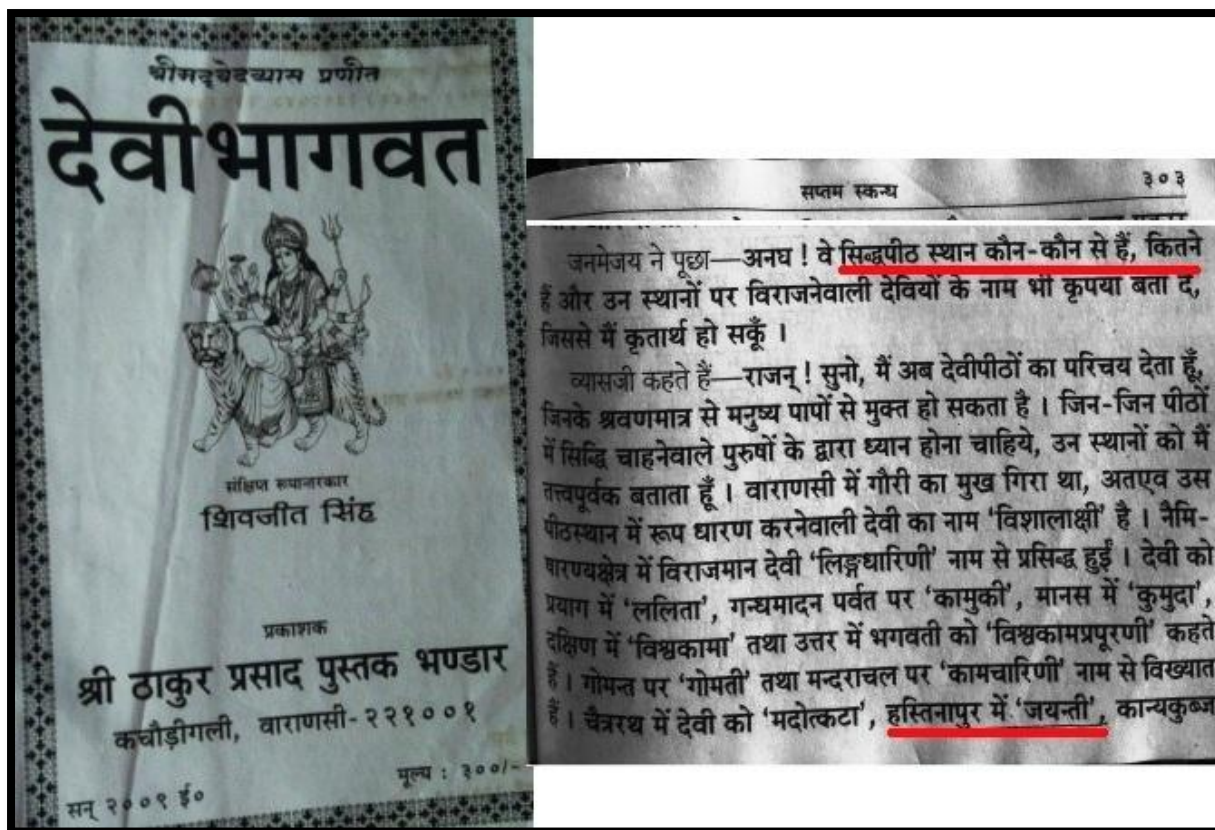 श्रीमद्वेदव्यास प्रणीत
देवीभागवत
संक्षिप्त रूपान्तरकार
शिवजीत सिंह
प्रकाशक
श्री ठाकुर प्रसाद पुस्तक भण्डार
कचौड़ीगली, वाराणसी-२२१००१
मूल्य : ३००/-
सन् २००९ ई०
सप्तम स्कन्ध ३०३
जनमेजय ने पूछा—अनघ ! वे सिद्धपीठ स्थान कौन-कौन से हैं, कितने
हैं और उन स्थानों पर विराजनेवाली देवियों के नाम भी कृपया बता दें,
जिससे मैं कृतार्थ हो सकूँ ।
व्यासजी कहते हैं—राजन् ! सुनो, मैं अब देवीपीठों का परिचय देता हूँ,
जिनके श्रवणमात्र से मनुष्य पापों से मुक्त हो सकता है । जिन-जिन पीठों
में सिद्धि चाहनेवाले पुरुषों के द्वारा ध्यान होना चाहिये, उन स्थानों को मैं
तत्त्वपूर्वक बताता हूँ । वाराणसी में गौरी का मुख गिरा था, अतएव उस
पीठस्थान में रूप धारण करनेवाली देवी का नाम 'विशालाक्षी' है । नैमि-
षारण्यक्षेत्र में विराजमान देवी 'लिङ्गधारिणी' नाम से प्रसिद्ध हुईं । देवी को
प्रयाग में 'ललिता', गन्धमादन पर्वत पर 'कामुकी', मानस में 'कुमुदा',
दक्षिण में 'विश्वकामा' तथा उत्तर में भगवती को 'विश्वकामप्रपूरणी' कहते
हैं । गोमन्त पर 'गोमती' तथा मन्दराचल पर 'कामचारिणी' नाम से विख्यात
हैं । चैत्ररथ में देवी को 'मदोत्कटा', हस्तिनापुर में 'जयन्ती', कान्यकुब्ज